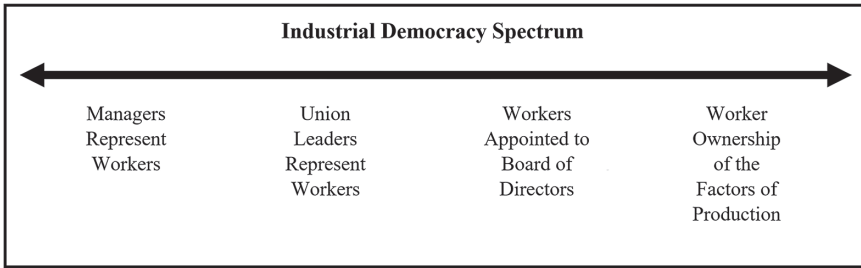 Industrial Democracy Spectrum
Managers
Represent
Workers
Union
Leaders
Represent
Workers
Workers
Appointed to
Board of
Directors
Worker
Ownership
of the
Factors of
Production